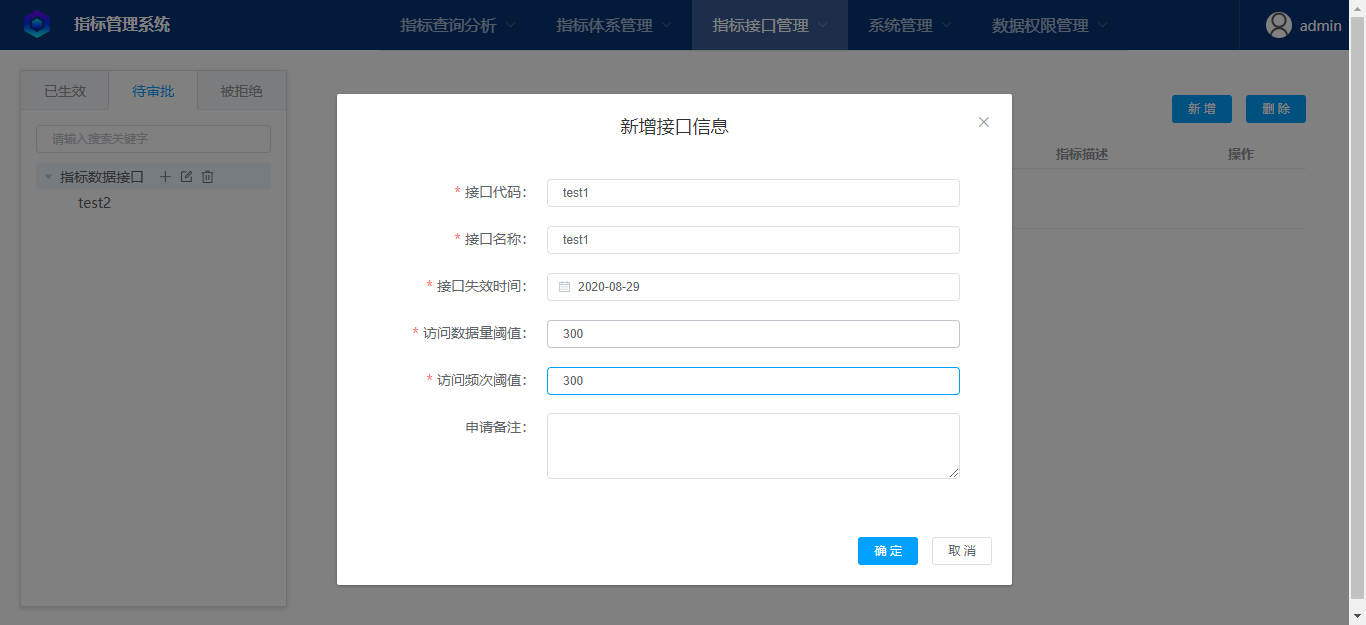 指标管理系统
指标查询分析
指标体系管理
指标接口管理
系统管理
数据权限管理
admin
已生效
待审批
被拒绝
请输入搜索关键字
指标数据接口
test2
新增
删除
指标描述
操作
新增接口信息
* 接口代码：
test1
* 接口名称：
test1
* 接口失效时间：
2020-08-29
* 访问数据量阈值：
300
* 访问频次阈值：
300
申请备注：
确定
取消